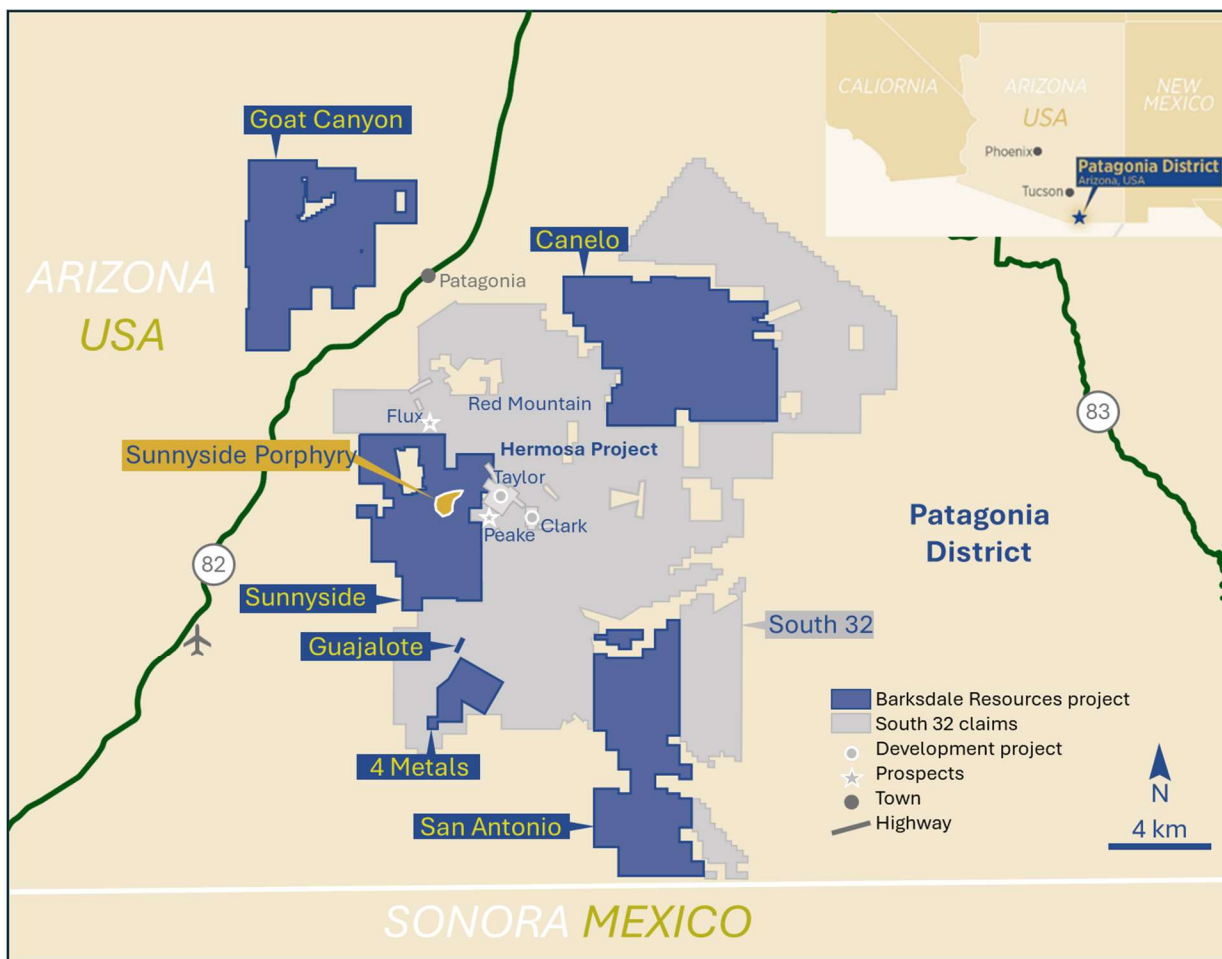 Goat Canyon
CALIORNIA
ARIZONA
USA
NEW
MEXICO
Phoenix
Tucson
Patagonia District
Arizona, USA
Canelo
ARIZONA
USA
Patagonia
Red Mountain
Flux
Hermosa Project
Sunnyside Porphyry
Taylor
Peake
Clark
83
Patagonia
District
82
Sunnyside
Guajalote
South 32
4 Metals
San Antonio
Barksdale Resources project
South 32 claims
Development project
Prospects
Town
Highway
N
4 km
SONORA MEXICO